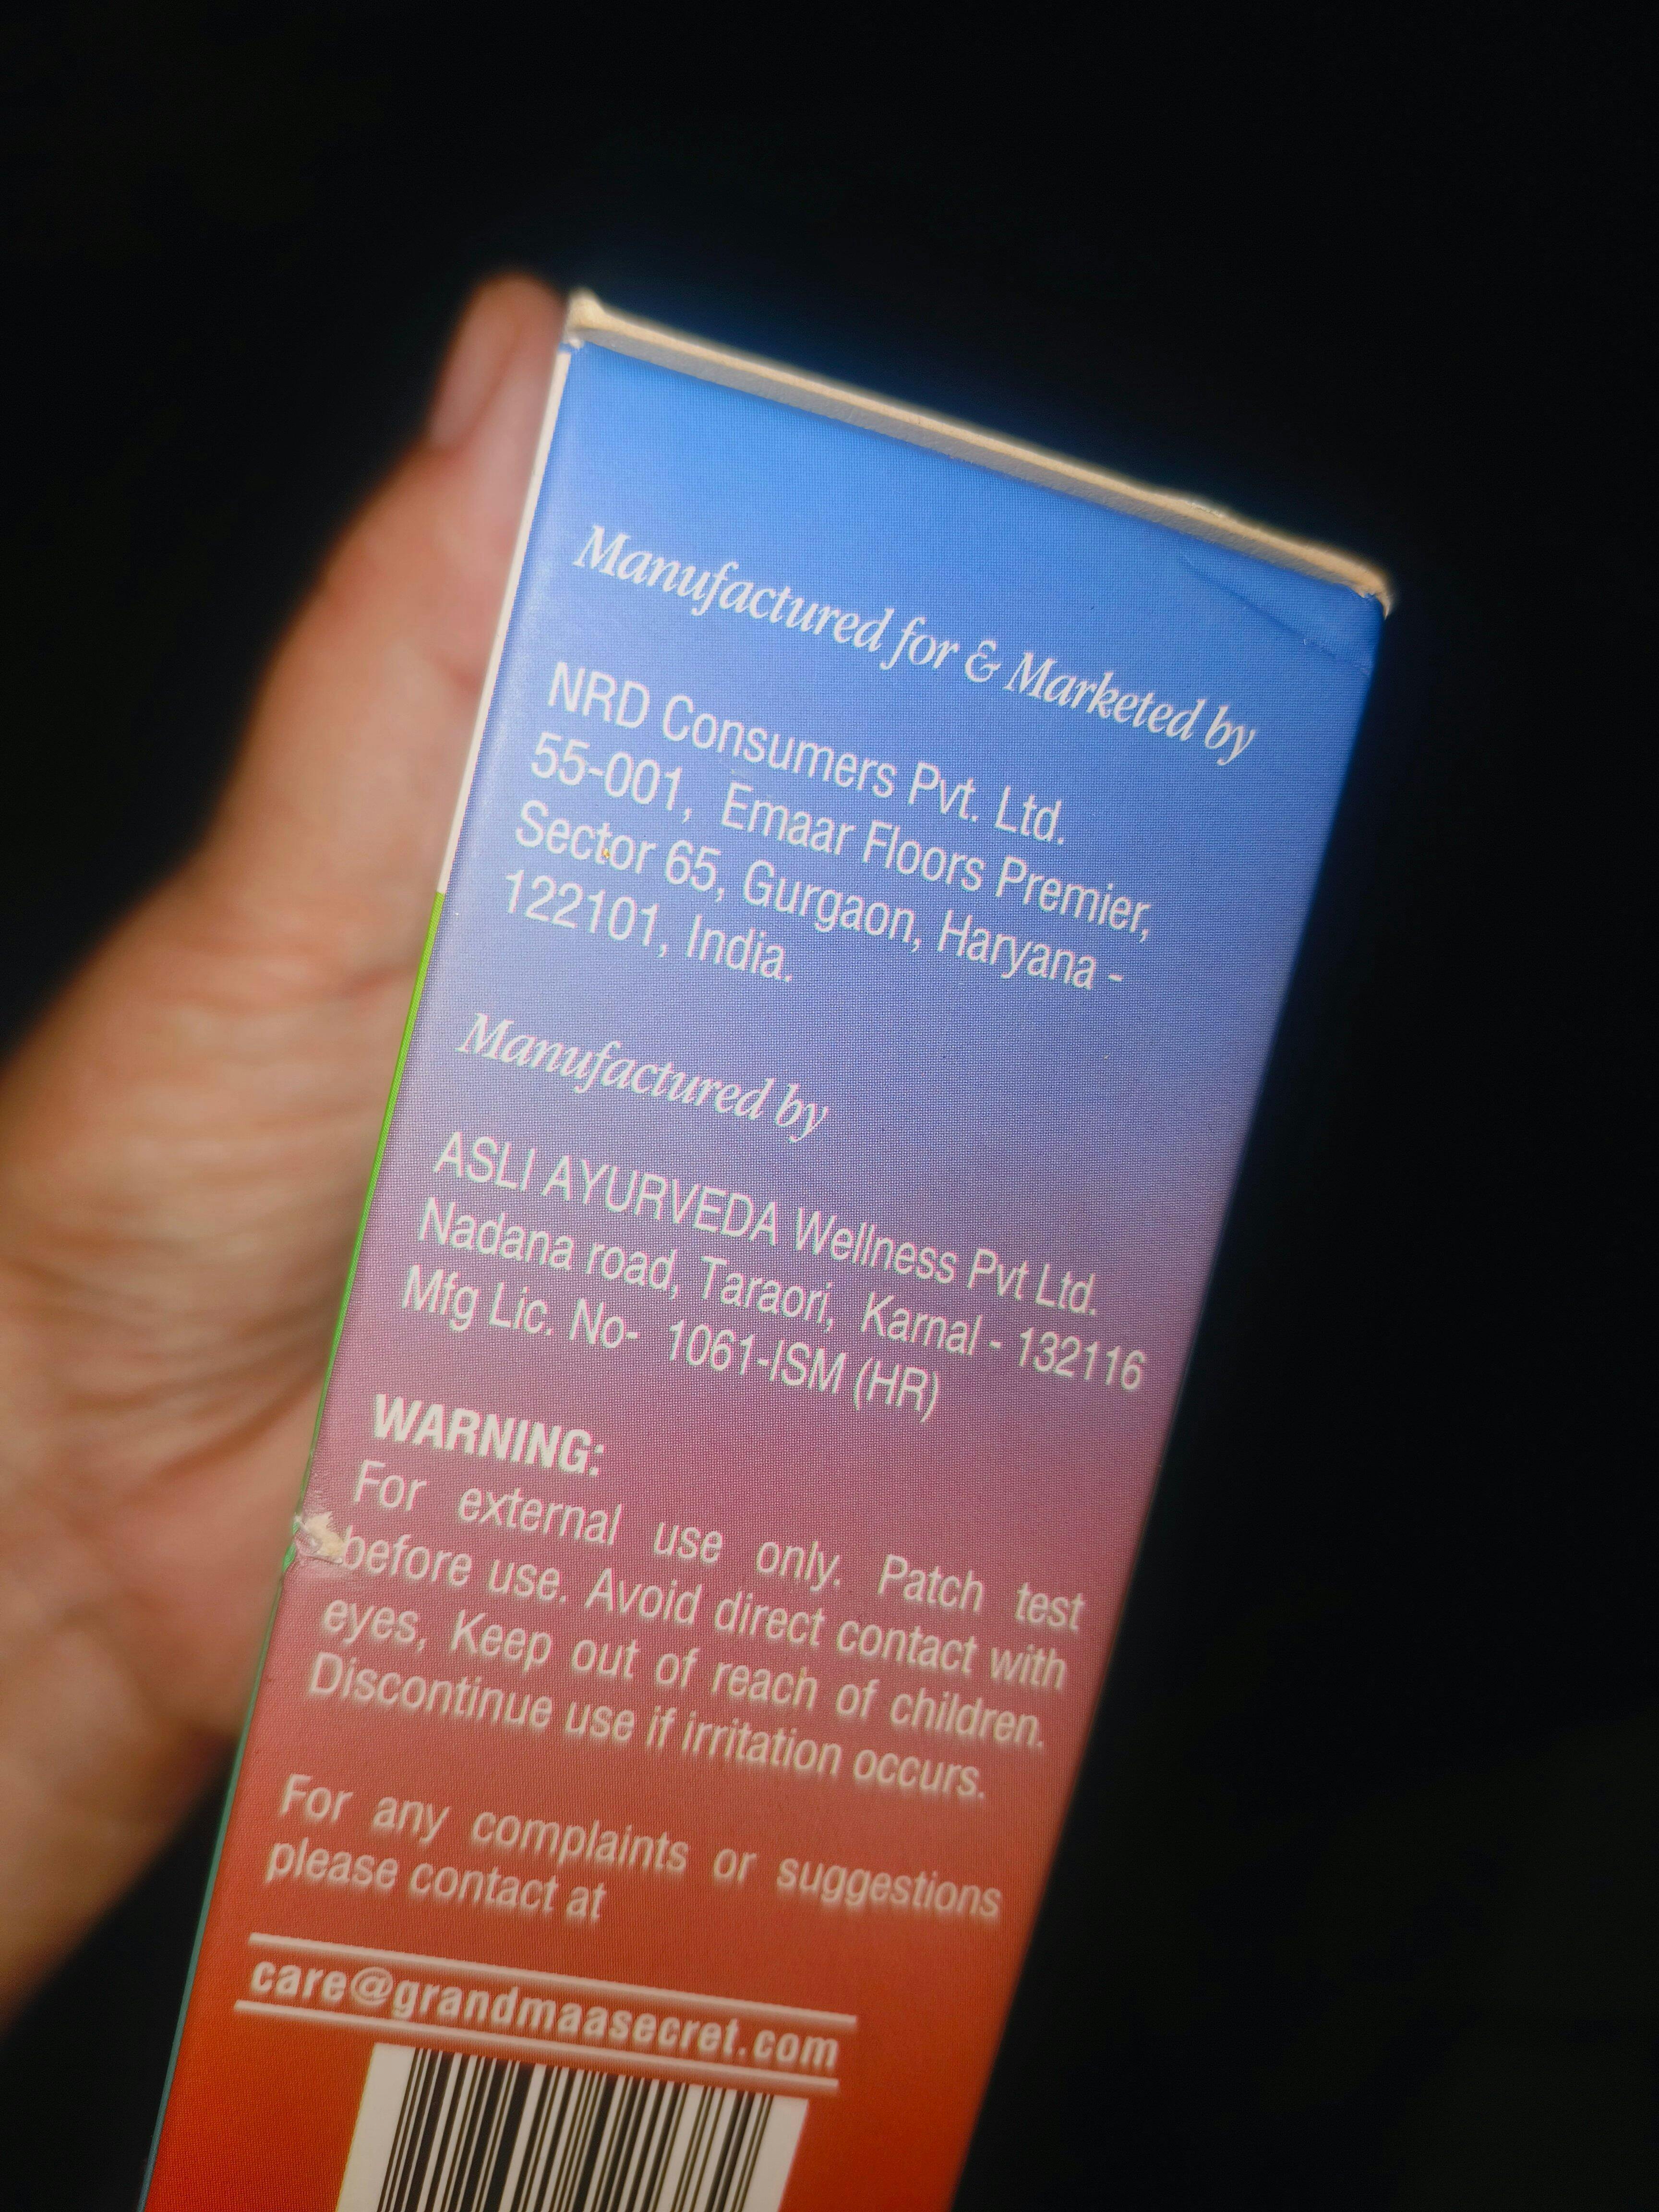 Manufactured for & Marketed by
NRD Consumers Pvt. Ltd.
55-001, Emaar Floors Premier,
Sector 65, Gurgaon, Haryana -
122101, India.
Manufactured by
ASLI AYURVEDA Wellness Pvt Ltd.
Nadana road, Taraori, Karnal - 132116
Mfg Lic. No- 1061-ISM (HR)
WARNING:
For external use only. Patch test
before use. Avoid direct contact with
eyes, Keep out of reach of children.
Discontinue use if irritation occurs.
For any complaints or suggestions
please contact at
care@grandmaasecret.com